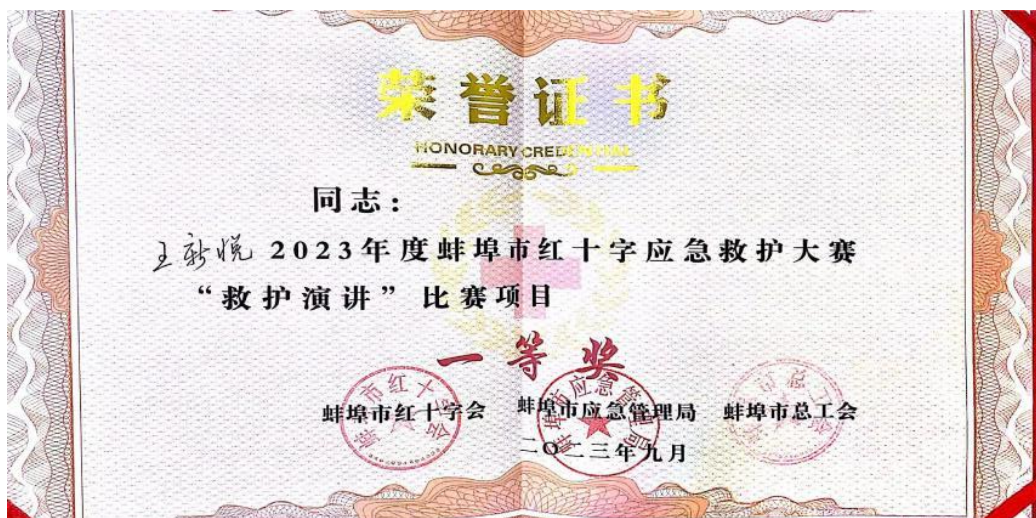 荣誉证书
HONORARY CREDENTIAL
同志：
王新悦 2023年度蚌埠市红十字应急救护大赛
“救护演讲”比赛项目
一等奖
蚌埠市红十字会 蚌埠市应急管理局 蚌埠市总工会
二〇二三年九月